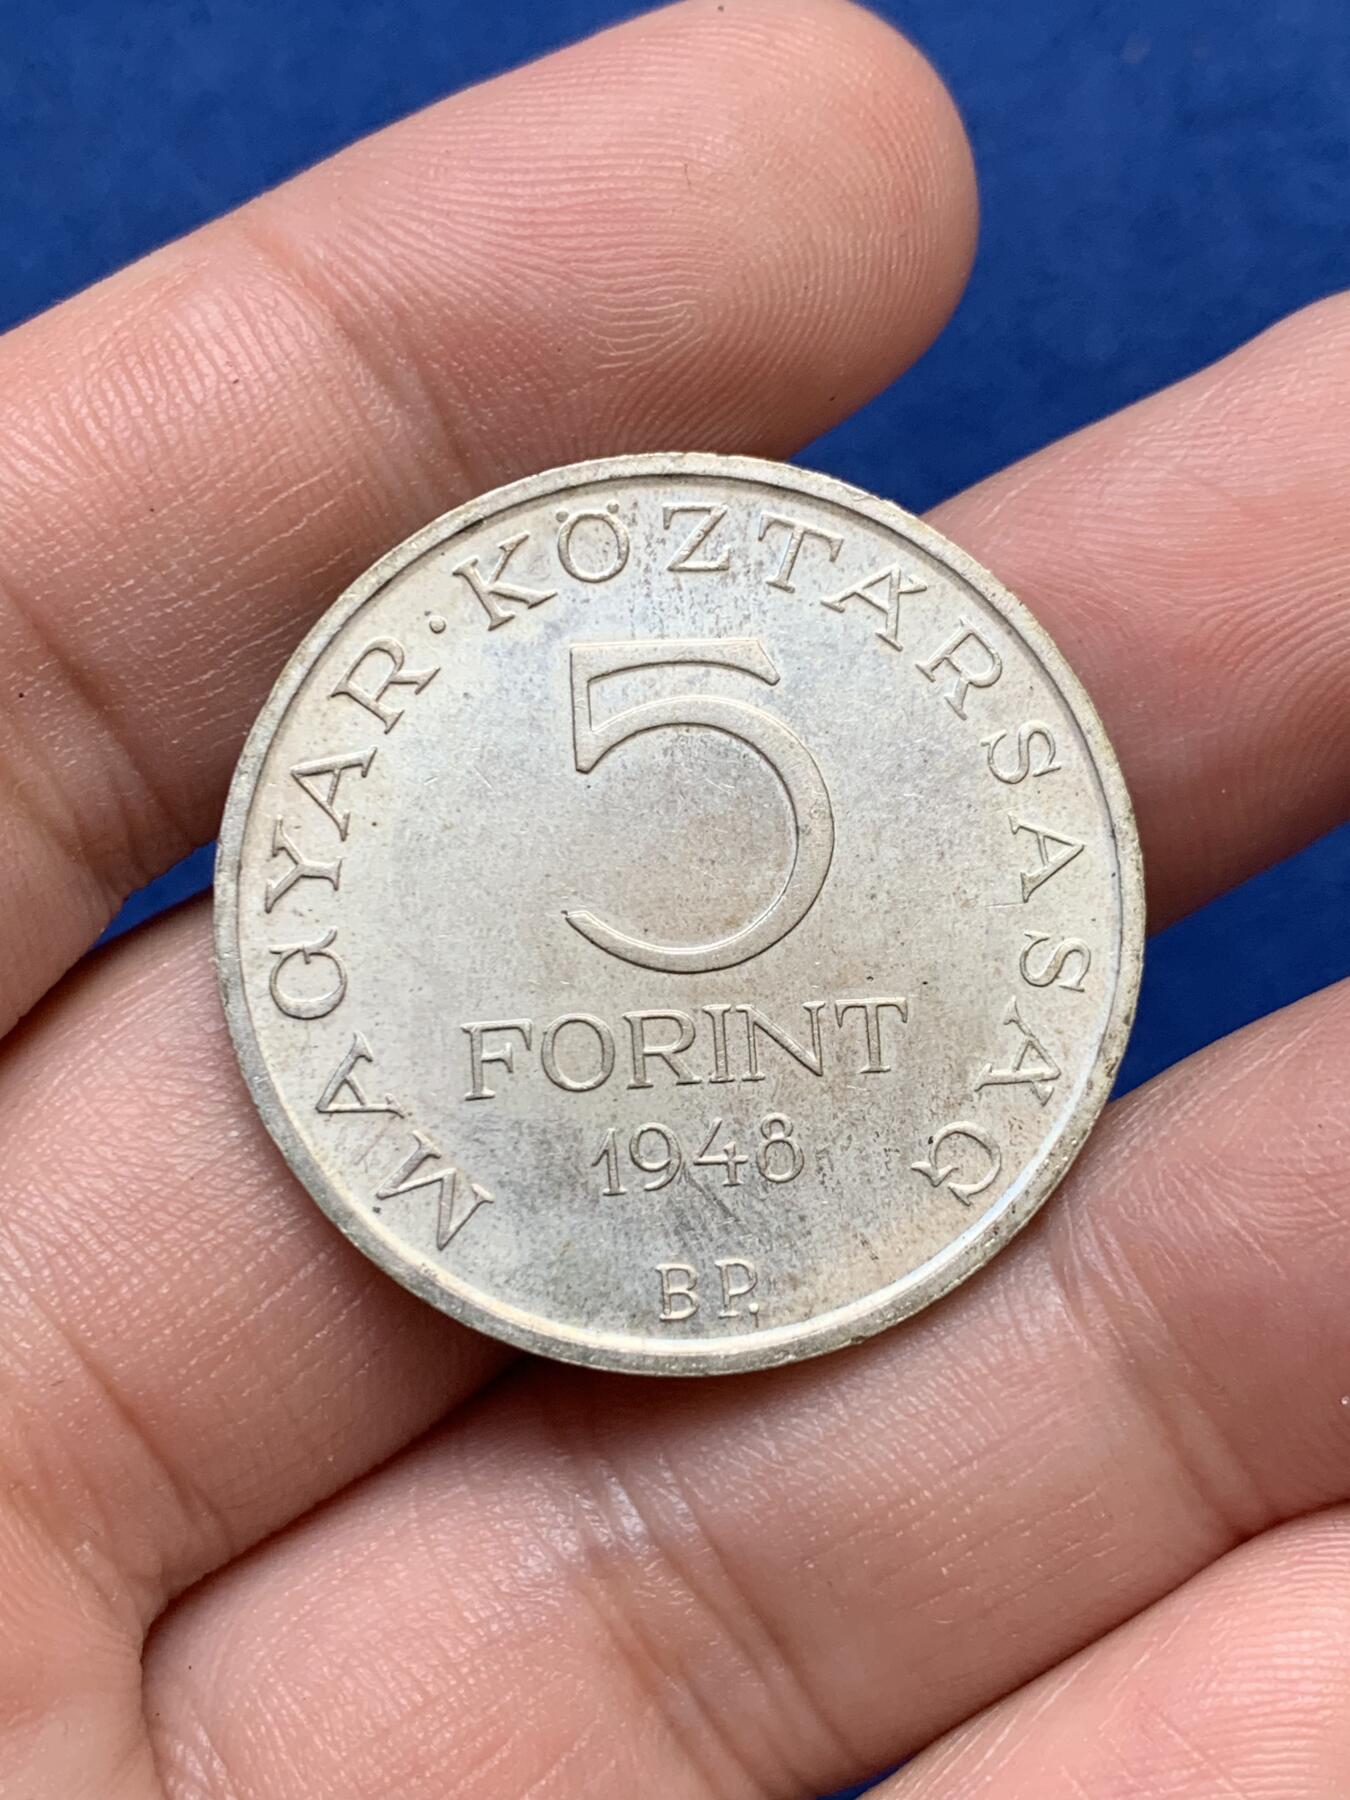 MAGYAR·KÖZTÁRSASÁG
5
FORINT
1948
BP.